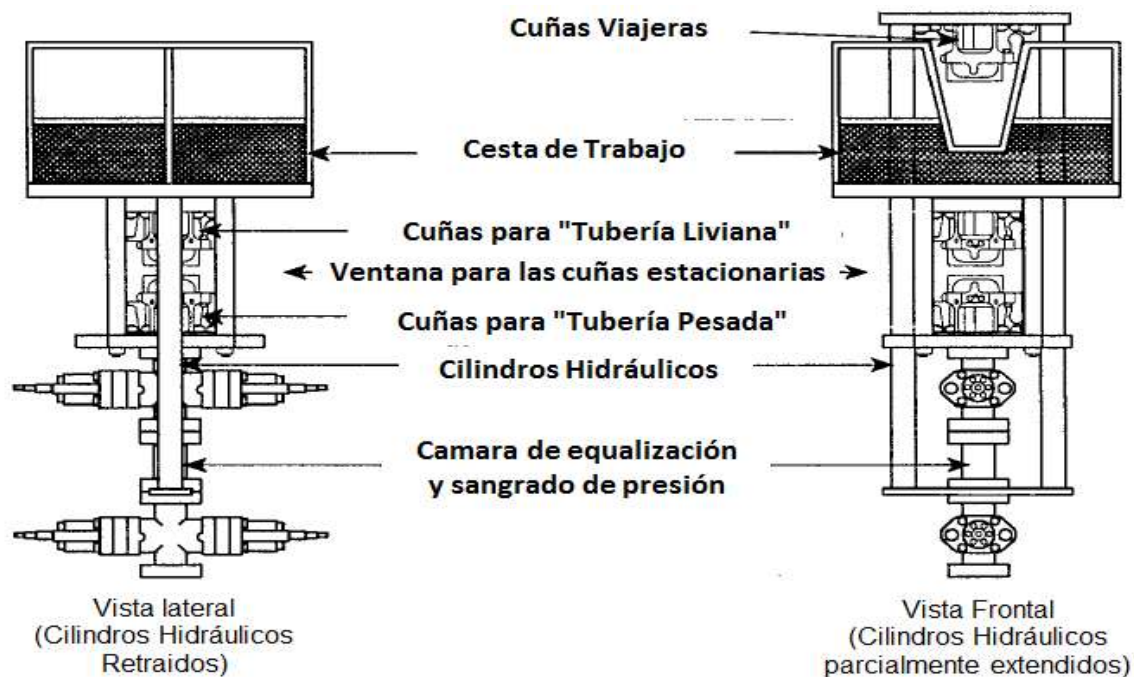 Cuñas Viajeras
Cesta de Trabajo
Cuñas para "Tubería Liviana"
Ventana para las cuñas estacionarias
Cuñas para "Tubería Pesada"
Cilindros Hidráulicos
Camara de equalización
y sangrado de presión
Vista lateral
(Cilindros Hidráulicos
Retraidos)
Vista Frontal
(Cilindros Hidráulicos
parcialmente extendidos)